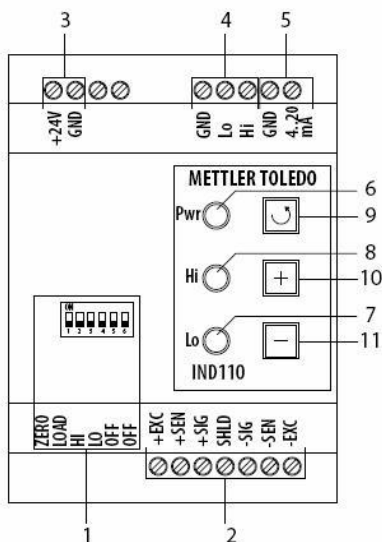 3 4 5
+24V GND GND Lo Hi GND 4..20 mA
METTLER TOLEDO
6
Pwr
9
8
Hi + 10
7
Lo − 11
IND110
ON
1 2 3 4 5 6
ZERO LOAD HI LO OFF OFF
+EXC +SEN +SIG SHLD -SIG -SEN -EXC
1 2